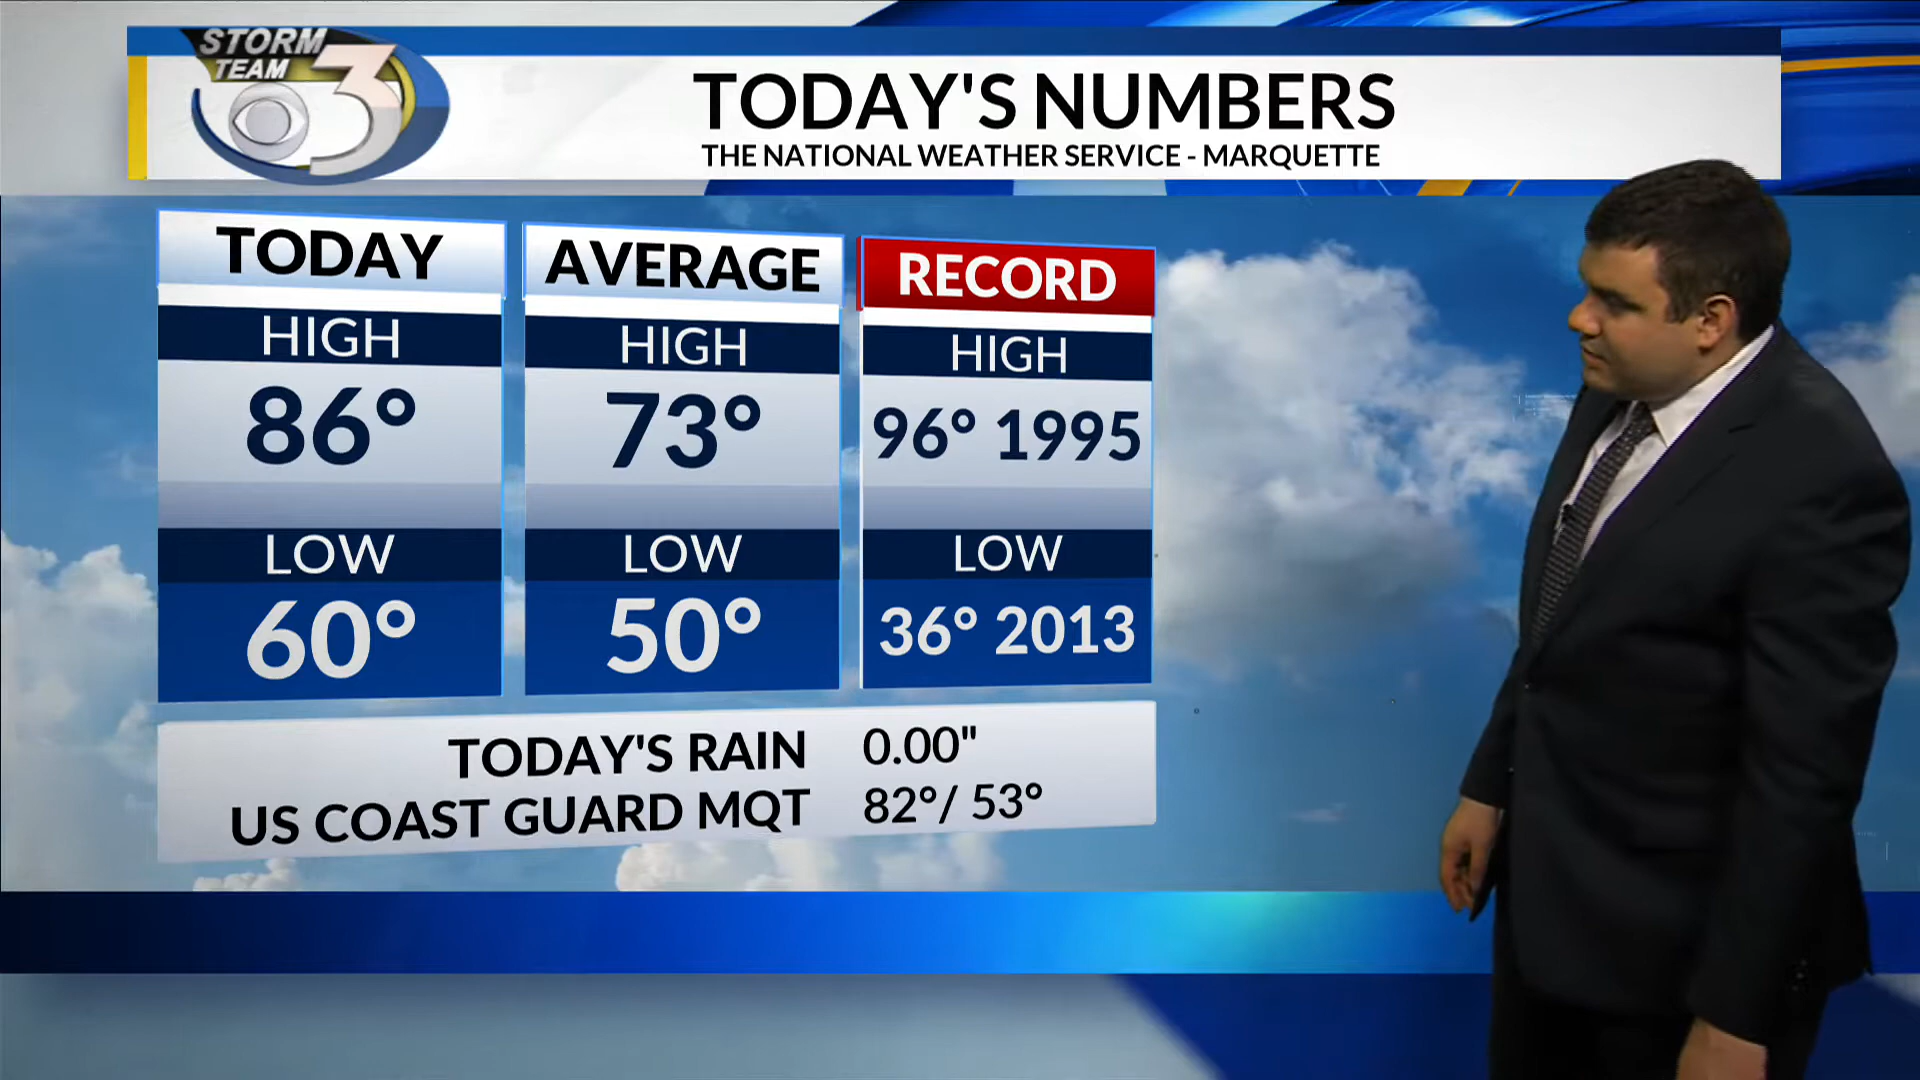 STORM
TEAM
3
TODAY'S NUMBERS
THE NATIONAL WEATHER SERVICE - MARQUETTE
TODAY
AVERAGE
RECORD
HIGH
HIGH
HIGH
86°
73°
96° 1995
LOW
LOW
LOW
60°
50°
36° 2013
TODAY'S RAIN 0.00"
US COAST GUARD MQT 82°/ 53°